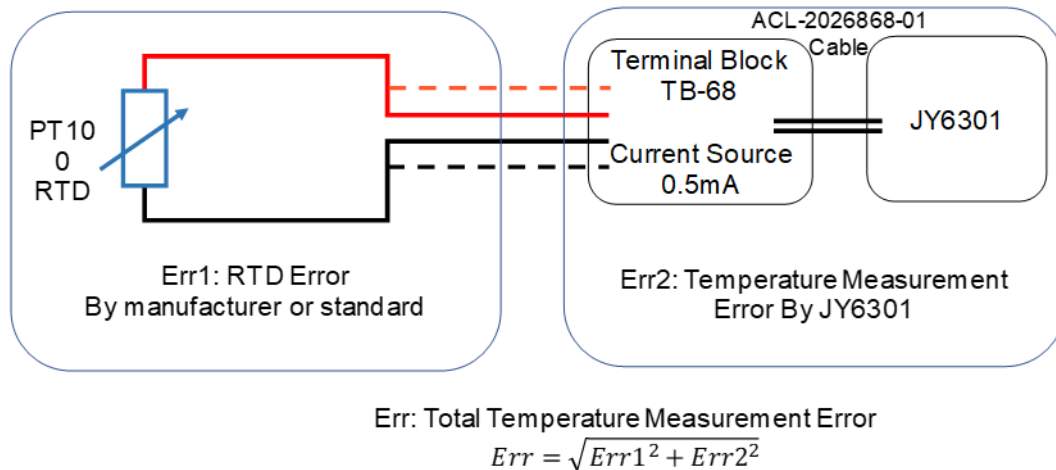 PT10
0
RTD
Err1: RTD Error
By manufacturer or standard
ACL-2026868-01
Cable
Terminal Block
TB-68
Current Source
0.5mA
JY6301
Err2: Temperature Measurement
Error By JY6301
Err: Total Temperature Measurement Error
Err = √(Err1² + Err2²)